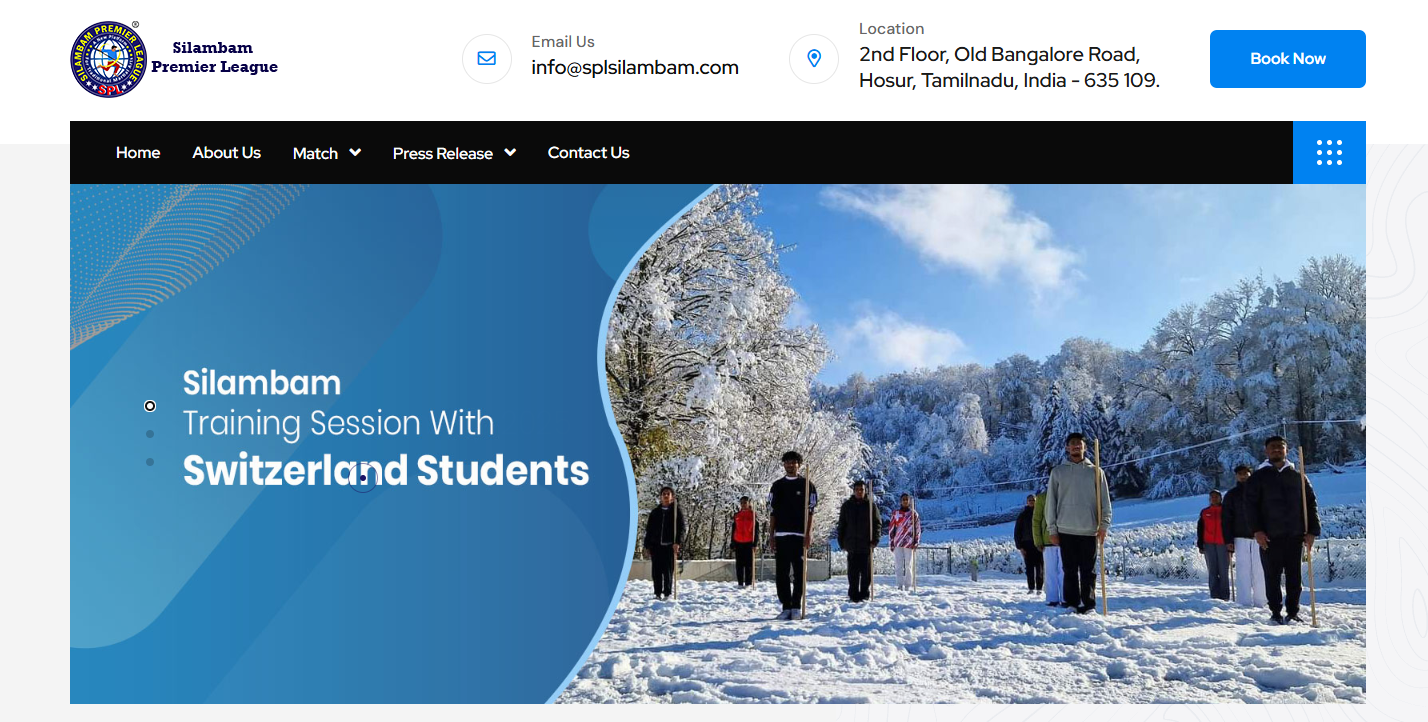 SILAMBAM PREMIER LEAGUE
SPL
®
Silambam
Premier League
Email Us
info@splsilambam.com
Location
2nd Floor, Old Bangalore Road,
Hosur, Tamilnadu, India - 635 109.
Book Now
Home
About Us
Match
Press Release
Contact Us
Silambam
Training Session With
Switzerland Students